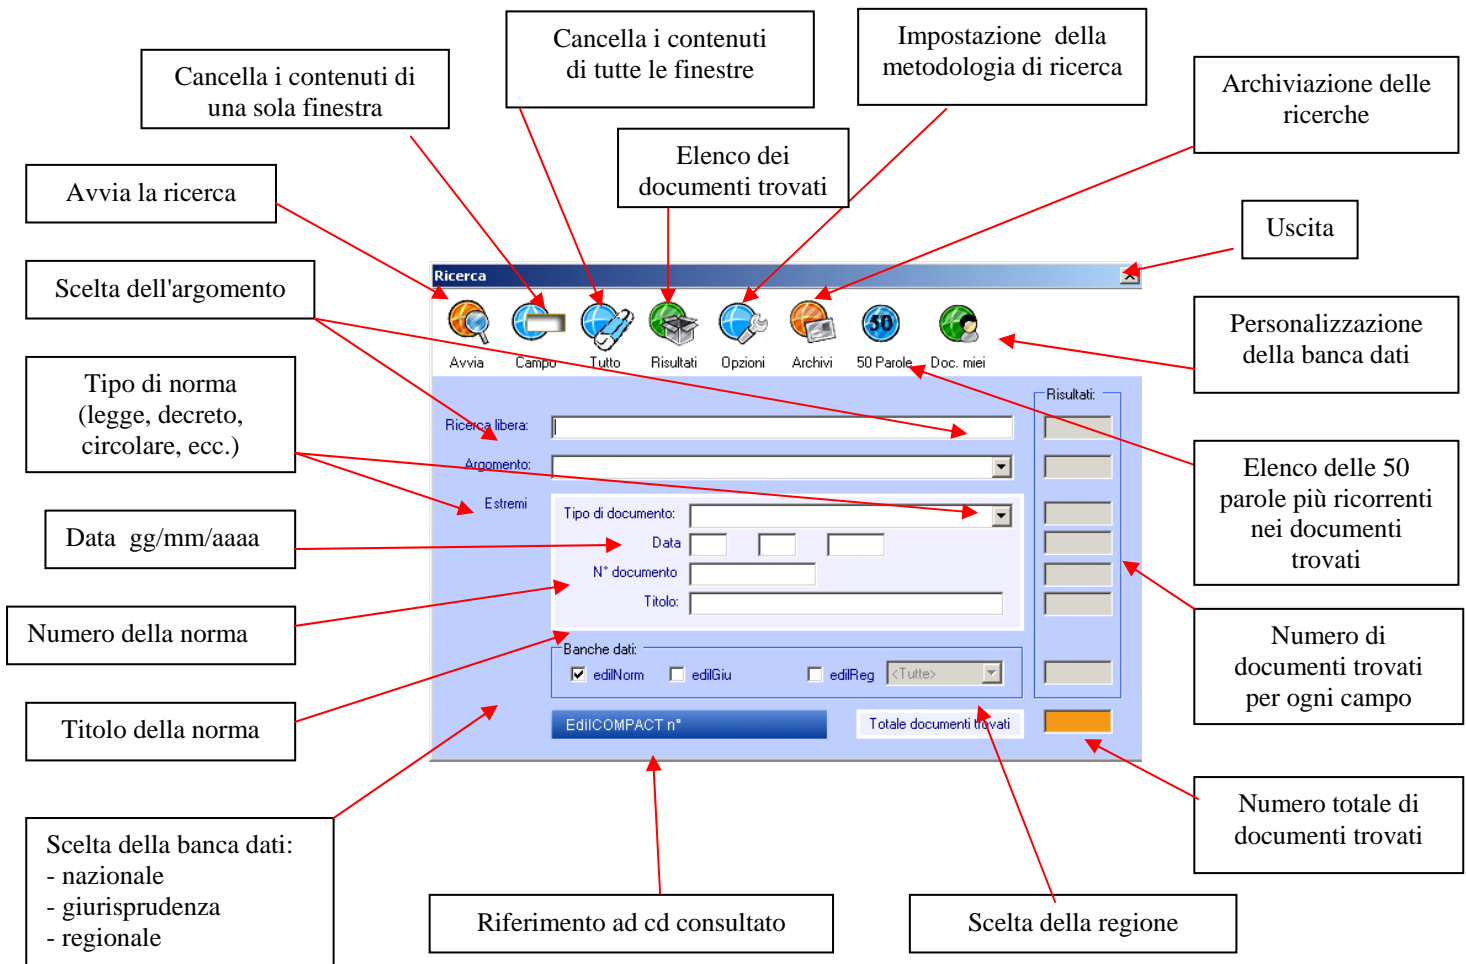 Cancella i contenuti di
una sola finestra
Cancella i contenuti
di tutte le finestre
Impostazione della
metodologia di ricerca
Archiviazione delle
ricerche
Elenco dei
documenti trovati
Avvia la ricerca
Uscita
Scelta dell'argomento
Personalizzazione
della banca dati
Tipo di norma
(legge, decreto,
circolare, ecc.)
Elenco delle 50
parole più ricorrenti
nei documenti
trovati
Data gg/mm/aaaa
Numero della norma
Numero di
documenti trovati
per ogni campo
Titolo della norma
Numero totale di
documenti trovati
Scelta della banca dati:
- nazionale
- giurisprudenza
- regionale
Riferimento ad cd consultato
Scelta della regione
Ricerca
50
Avvia Campo Tutto Risultati Opzioni Archivi 50 Parole Doc. miei
Risultati:
Ricerca libera:
Argomento:
Estremi
Tipo di documento:
Data
N° documento
Titolo:
Banche dati:
edilNorm edilGiu edilReg <Tutte>
EdilCOMPACT n° Totale documenti trovati